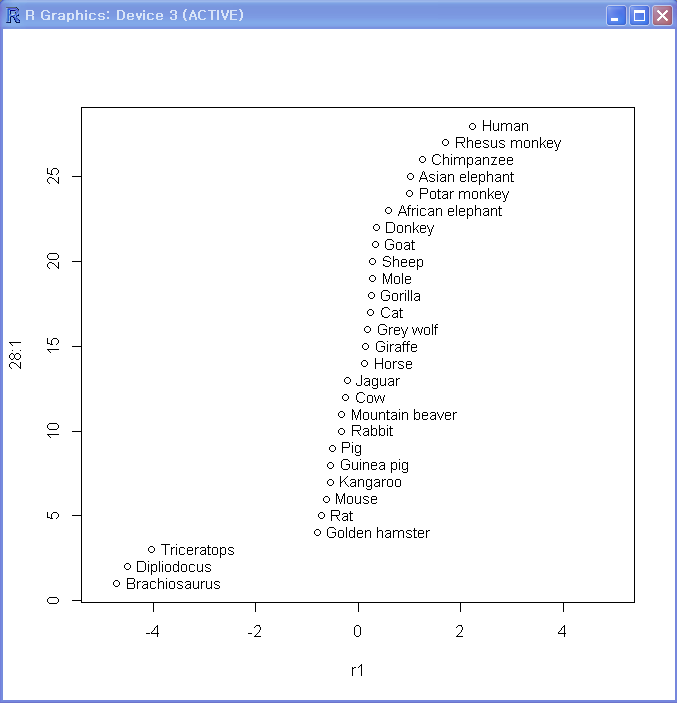 R Graphics: Device 3 (ACTIVE)
Human
Rhesus monkey
Chimpanzee
Asian elephant
Potar monkey
African elephant
Donkey
Goat
Sheep
Mole
Gorilla
Cat
Grey wolf
Giraffe
Horse
Jaguar
Cow
Mountain beaver
Rabbit
Pig
Guinea pig
Kangaroo
Mouse
Rat
Golden hamster
Triceratops
Dipliodocus
Brachiosaurus
25
20
15
10
5
0
28:1
-4 -2 0 2 4
r1